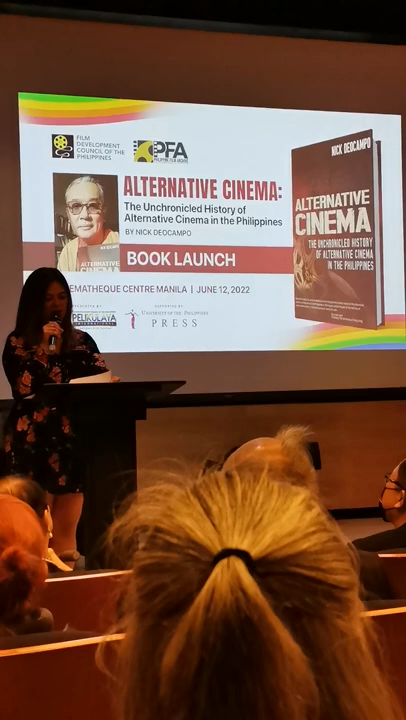 FILM
DEVELOPMENT
COUNCIL OF THE
PHILIPPINES
PFA
PHILIPPINE FILM ARCHIVE
ALTERNATIVE CINEMA:
The Unchronicled History of
Alternative Cinema in the Philippines
BY NICK DEOCAMPO
BOOK LAUNCH
EMATHEQUE CENTRE MANILA | JUNE 12, 2022
PELIKULAYA
UNIVERSITY OF THE PHILIPPINES
PRESS
NICK DEOCAMPO
ALTERNATIVE
CINEMA
THE UNCHRONICLED HISTORY
OF ALTERNATIVE CINEMA
IN THE PHILIPPINES